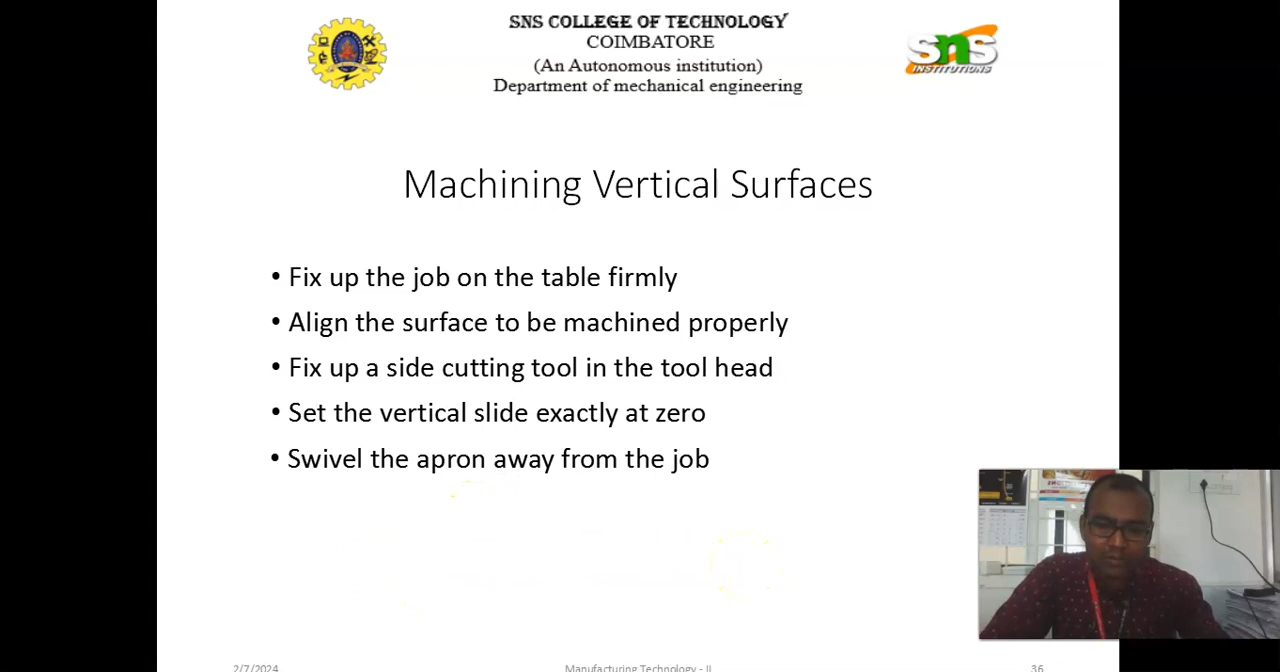 SNS COLLEGE OF TECHNOLOGY
COIMBATORE
(An Autonomous institution)
Department of mechanical engineering
sns
INSTITUTIONS
Machining Vertical Surfaces
• Fix up the job on the table firmly
• Align the surface to be machined properly
• Fix up a side cutting tool in the tool head
• Set the vertical slide exactly at zero
• Swivel the apron away from the job
2/7/2024
Manufacturing Technology - II
36